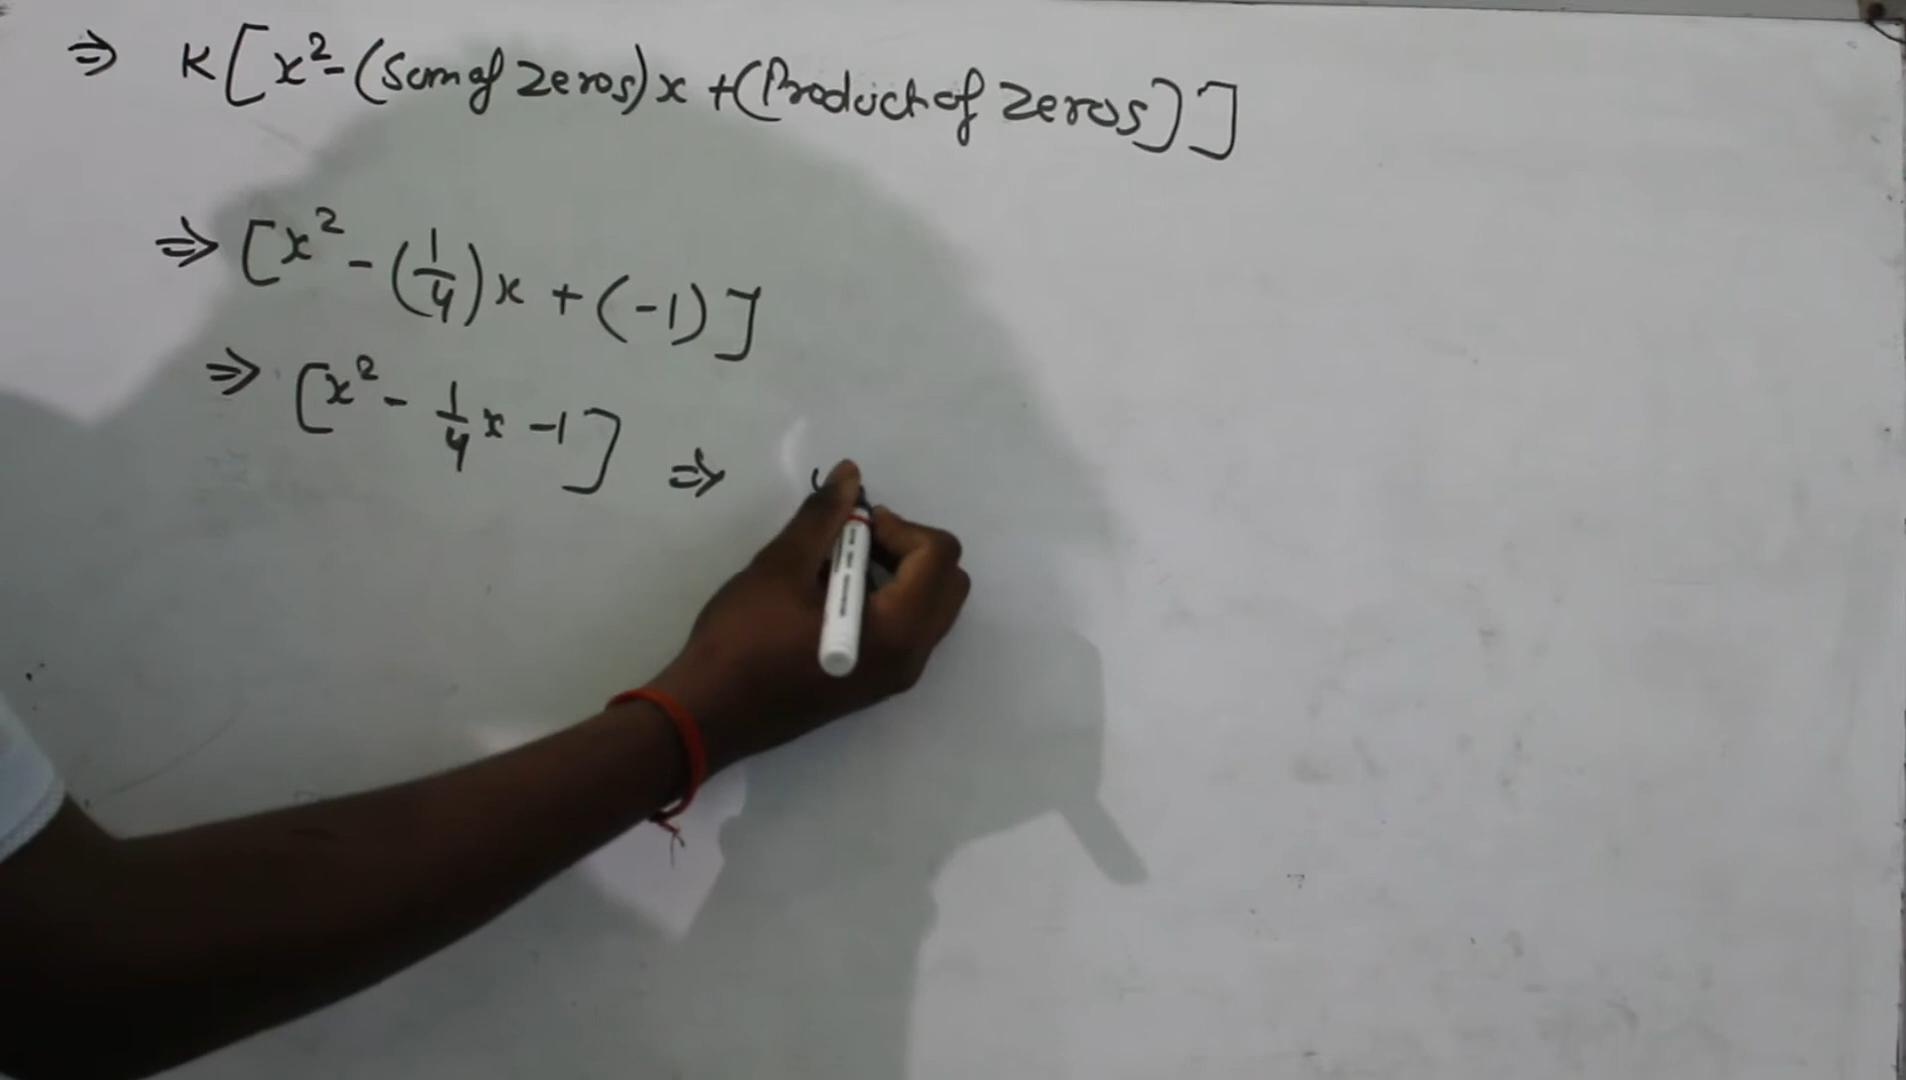 ⇒ K[x²-(Sum of Zeros)x +(Product of Zeros)]
⇒ [x² - (1/4)x + (-1)]
⇒ [x² - 1/4 x -1] ⇒